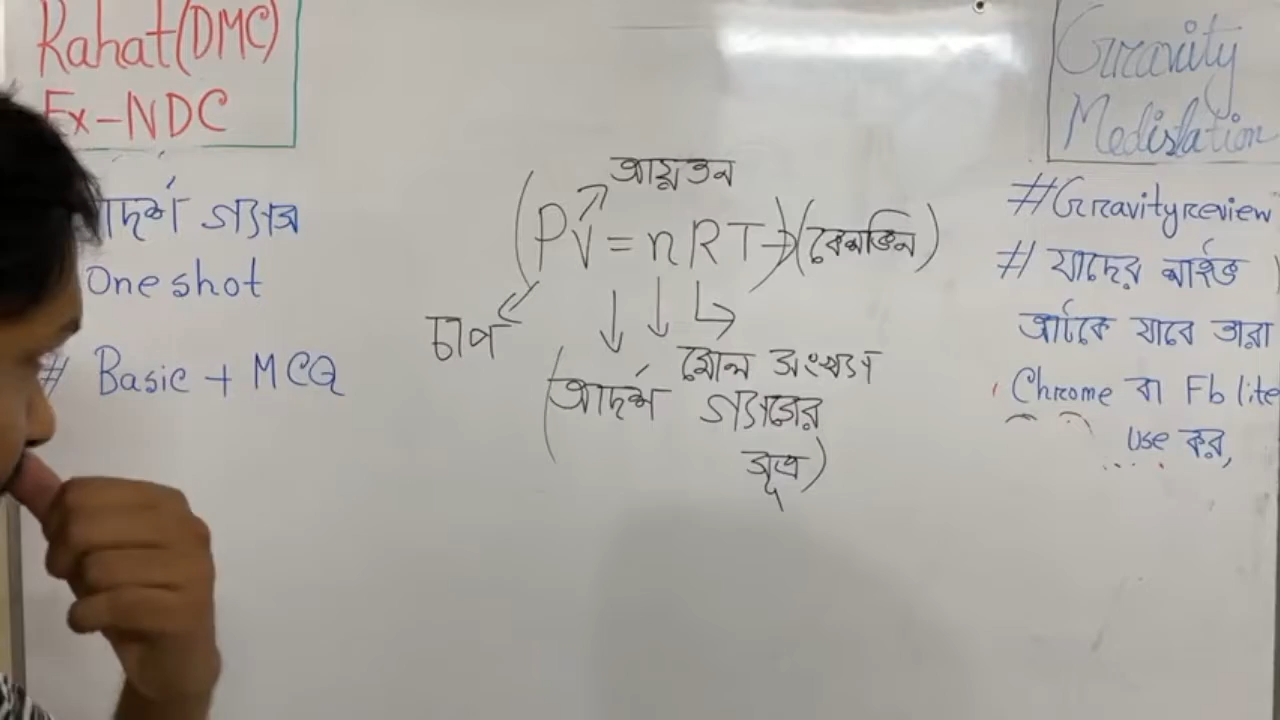 Rahat(DMC)
Ex-NDC
আদর্শ গ্যাস
One shot
# Basic + MCQ
আয়তন
(PV = nRT) → (কেলভিন)
চাপ
মোল সংখ্যা
(আদর্শ গ্যাসের
সূত্র)
Gravity
#Gravityreview
# যাদের লাইভ
আটকে যাবে তারা
Chrome বা Fb lite
use কর,